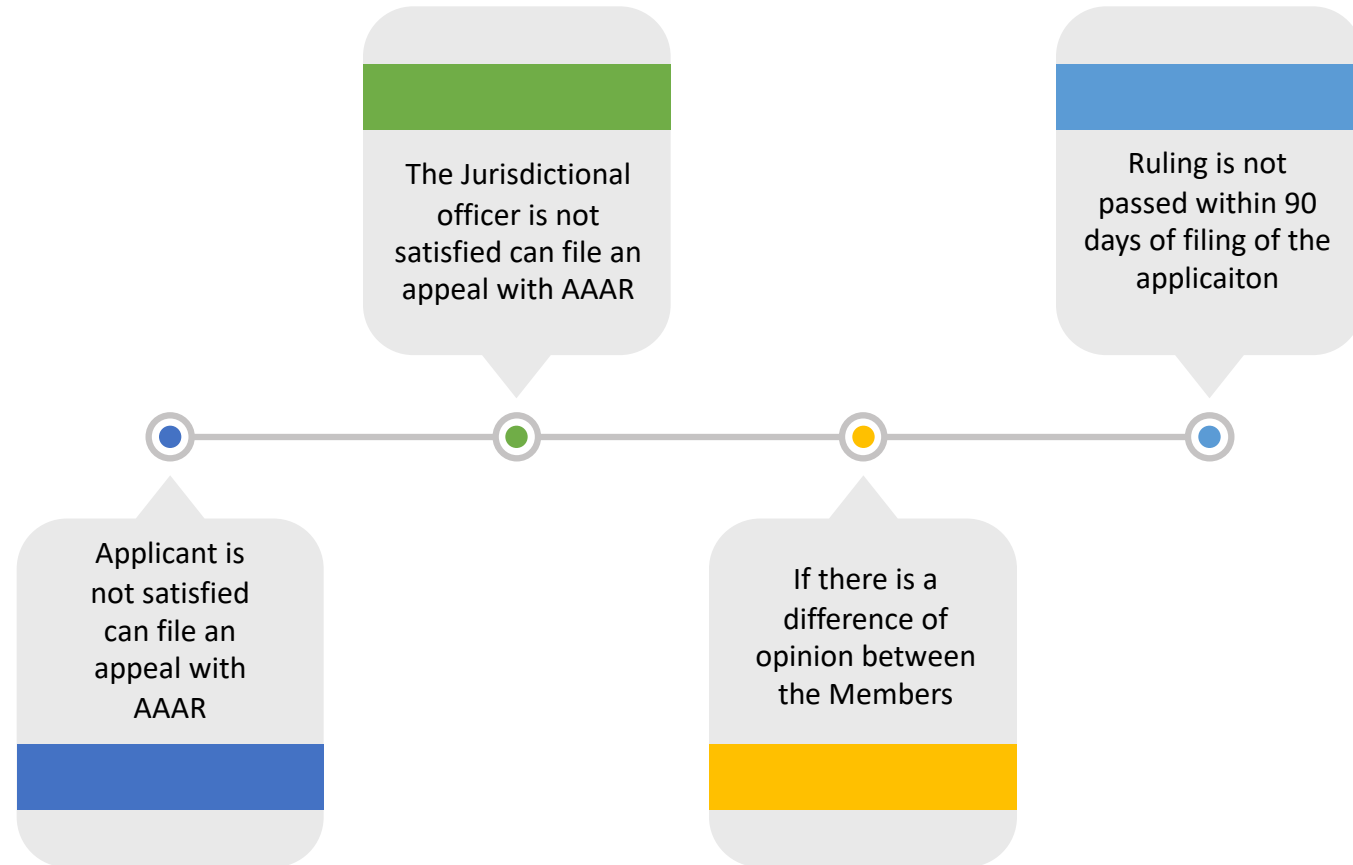 Applicant is
not satisfied
can file an
appeal with
AAAR
The Jurisdictional
officer is not
satisfied can file an
appeal with AAAR
If there is a
difference of
opinion between
the Members
Ruling is not
passed within 90
days of filing of the
applicaiton